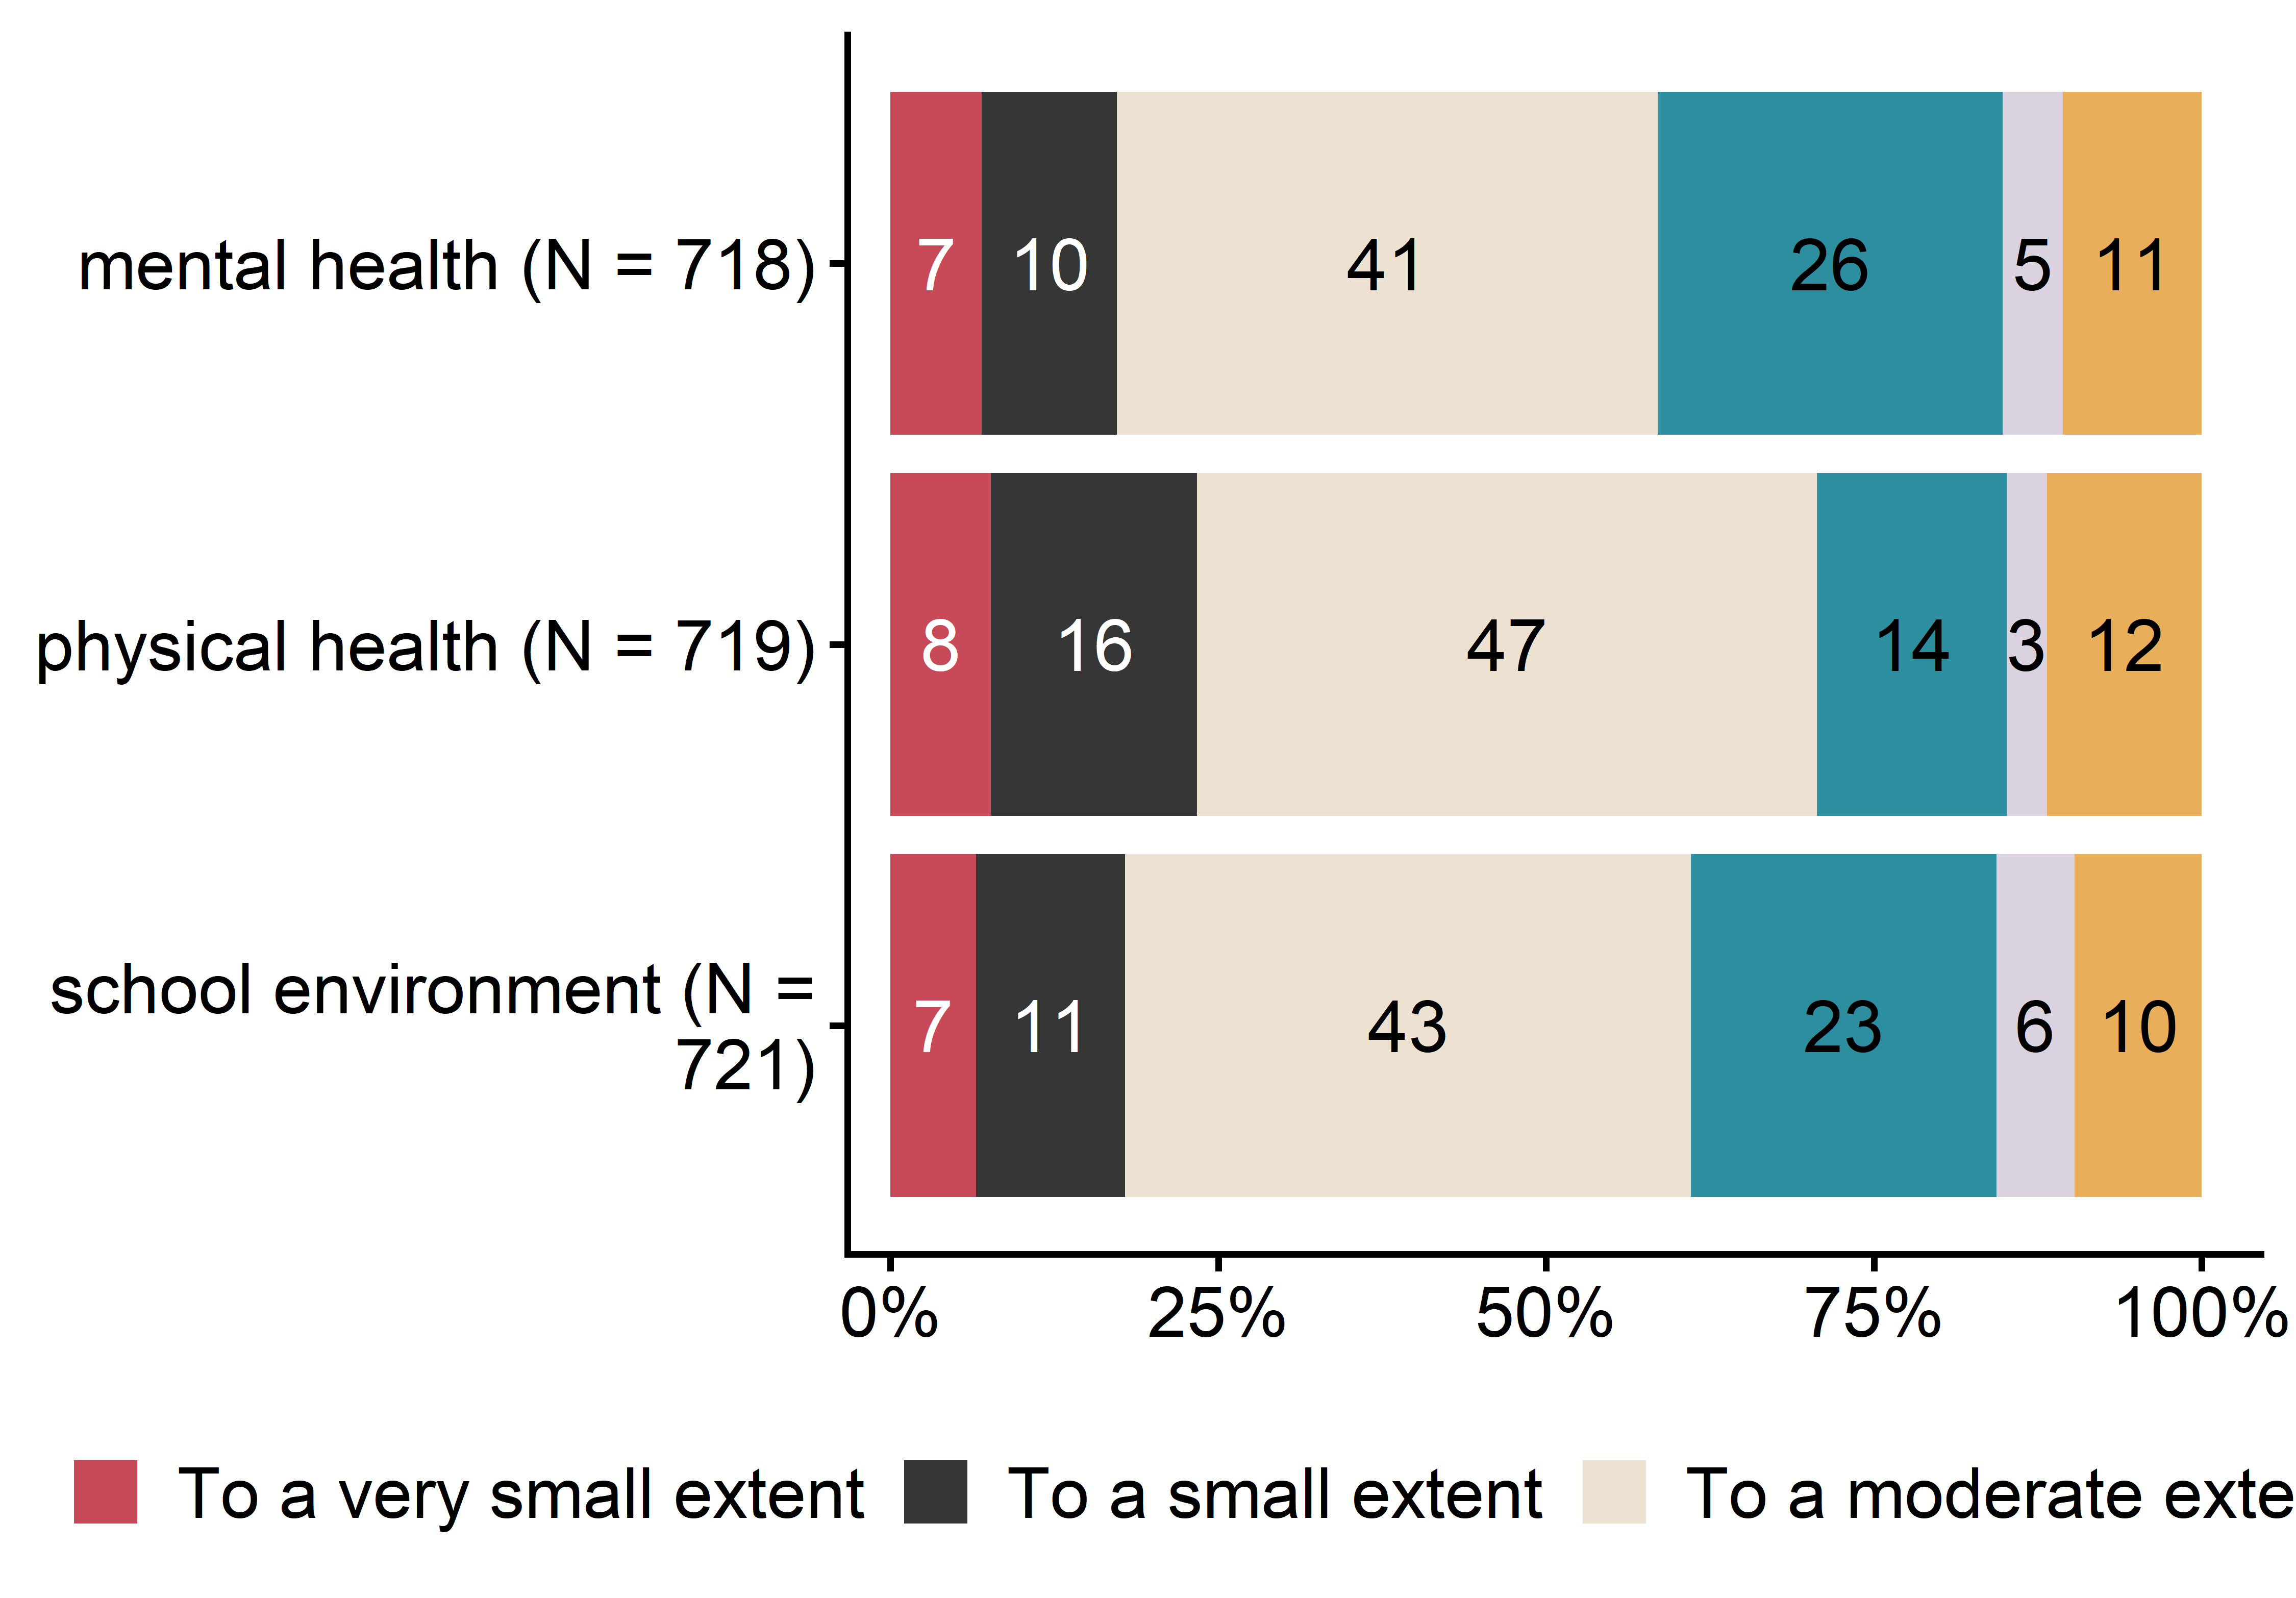 mental health (N = 718)
7 10 41 26 5 11
physical health (N = 719)
8 16 47 14 3 12
school environment (N =
721)
7 11 43 23 6 10
0% 25% 50% 75% 100%
To a very small extent To a small extent To a moderate exte